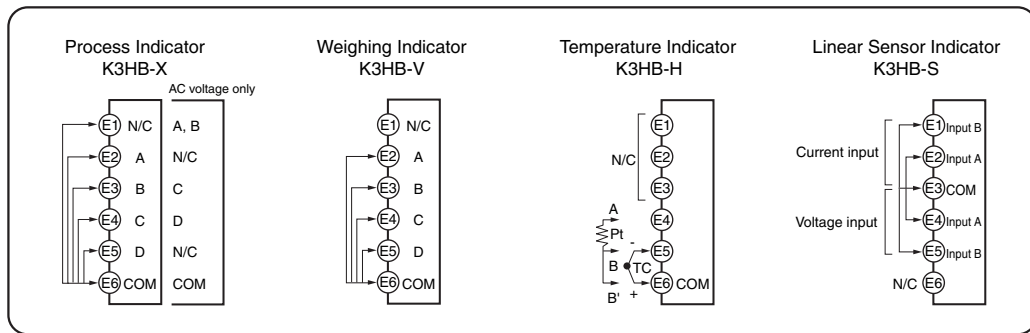 Process Indicator
K3HB-X
AC voltage only
E1 N/C A, B
E2 A N/C
E3 B C
E4 C D
E5 D N/C
E6 COM COM
Weighing Indicator
K3HB-V
E1 N/C
E2 A
E3 B
E4 C
E5 D
E6 COM
Temperature Indicator
K3HB-H
E1
N/C E2
E3
A E4
Pt
- E5
B TC
B' + E6 COM
Linear Sensor Indicator
K3HB-S
E1 Input B
Current input E2 Input A
E3 COM
Voltage input E4 Input A
E5 Input B
N/C E6